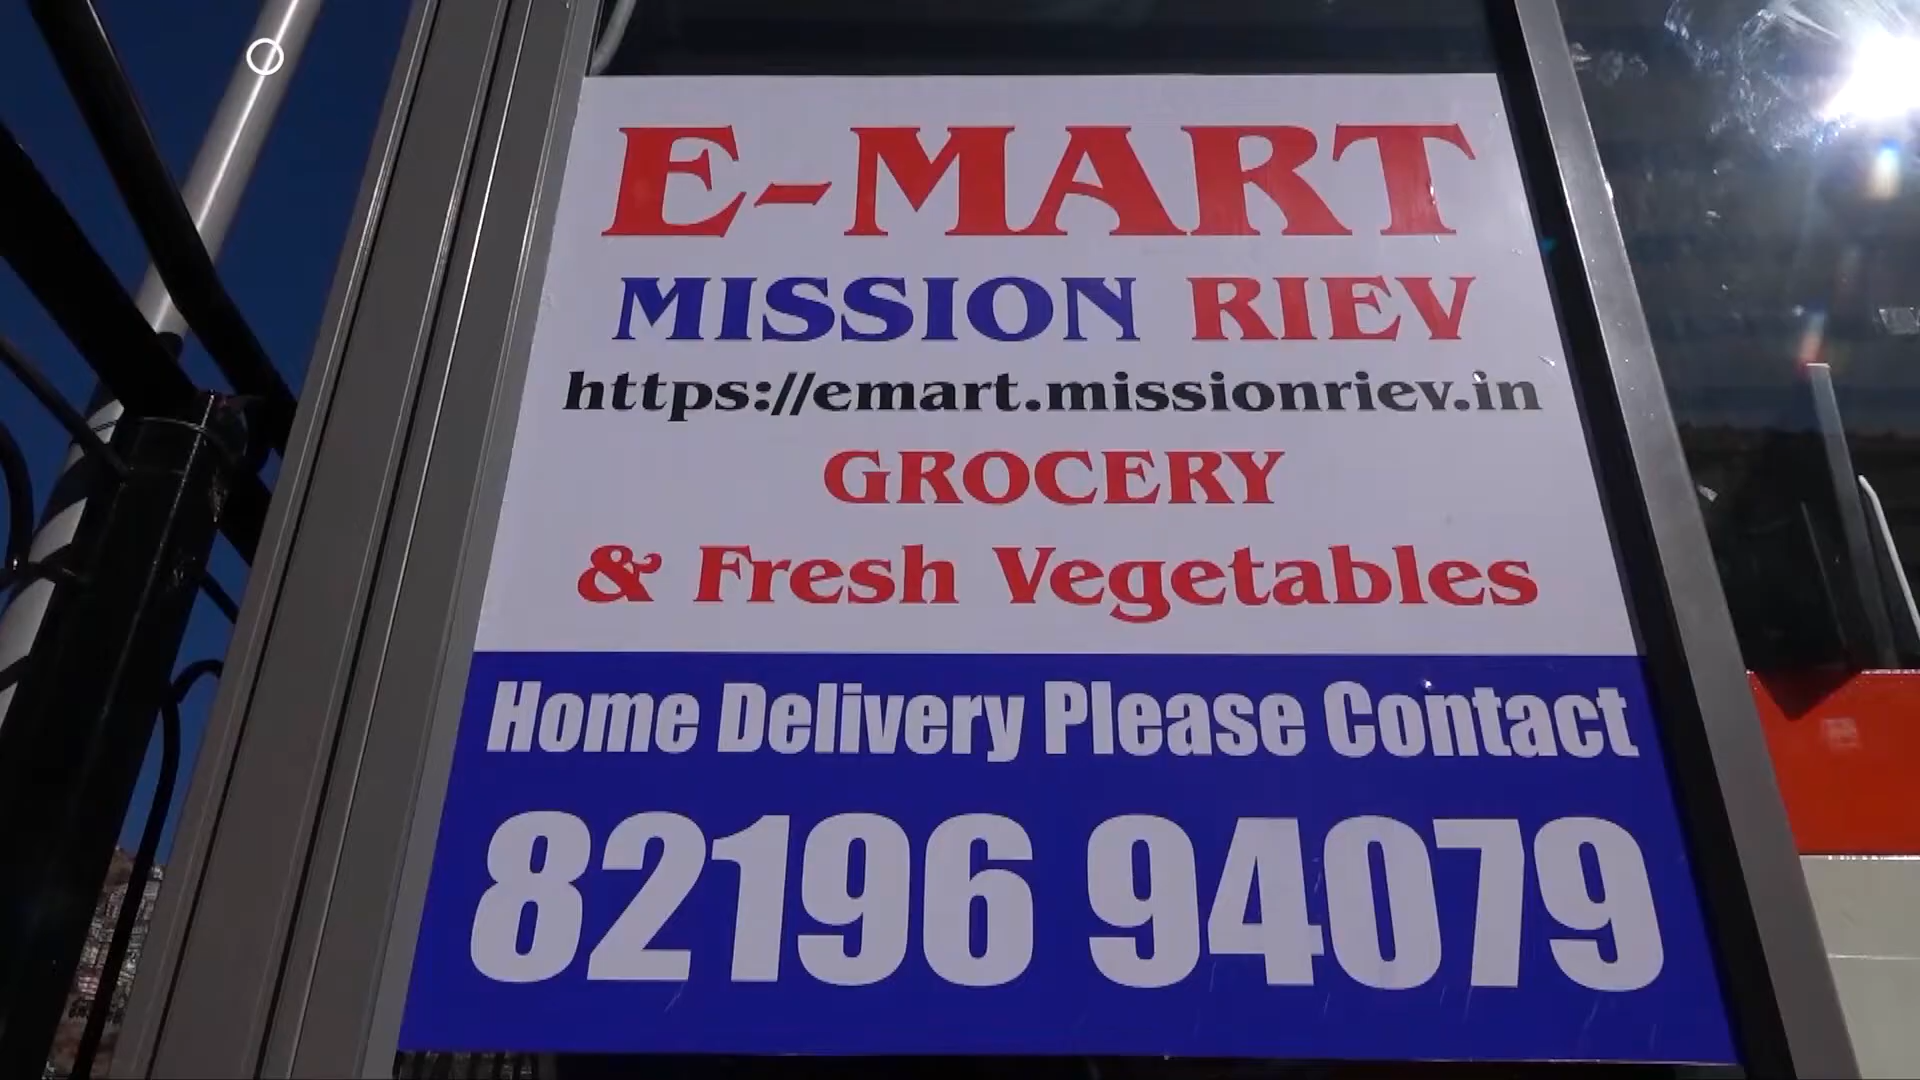 E-MART
MISSION RIEV
https://emart.missionriev.in
GROCERY
& Fresh Vegetables
Home Delivery Please Contact
82196 94079